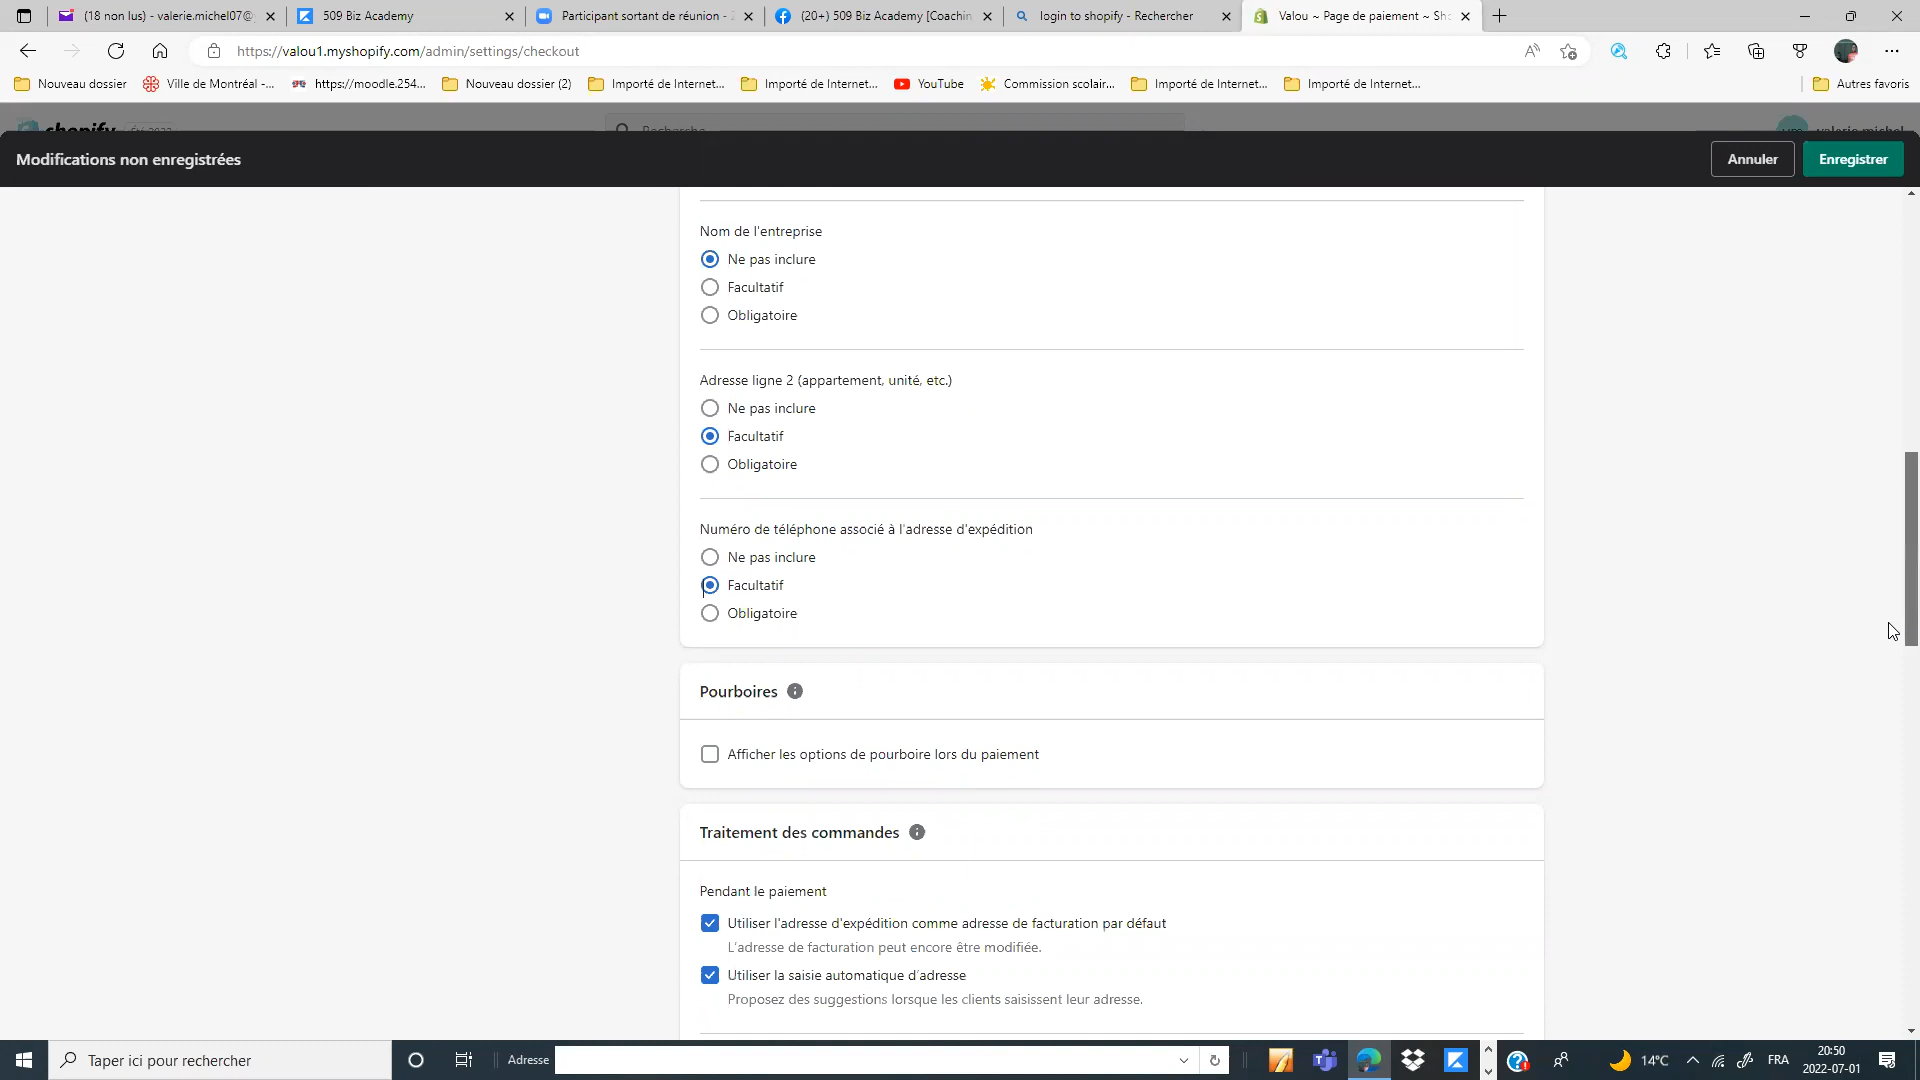 (18 non lus) - valerie.michel07@
509 Biz Academy
Participant sortant de réunion -
(20+) 509 Biz Academy [Coachin
login to shopify - Rechercher
Valou ~ Page de paiement ~ Sho
https://valou1.myshopify.com/admin/settings/checkout
Nouveau dossier
Ville de Montréal -...
https://moodle.254...
Nouveau dossier (2)
Importé de Internet...
Importé de Internet...
YouTube
Commission scolair...
Importé de Internet...
Importé de Internet...
Autres favoris
shopify
Été 2022
Recherche
valerie michel
Modifications non enregistrées
Annuler
Enregistrer
Nom de l'entreprise
Ne pas inclure
Facultatif
Obligatoire
Adresse ligne 2 (appartement, unité, etc.)
Ne pas inclure
Facultatif
Obligatoire
Numéro de téléphone associé à l'adresse d'expédition
Ne pas inclure
Facultatif
Obligatoire
Pourboires
Afficher les options de pourboire lors du paiement
Traitement des commandes
Pendant le paiement
Utiliser l'adresse d'expédition comme adresse de facturation par défaut
L'adresse de facturation peut encore être modifiée.
Utiliser la saisie automatique d'adresse
Proposez des suggestions lorsque les clients saisissent leur adresse.
Taper ici pour rechercher
Adresse
14°C
FRA
20:50
2022-07-01